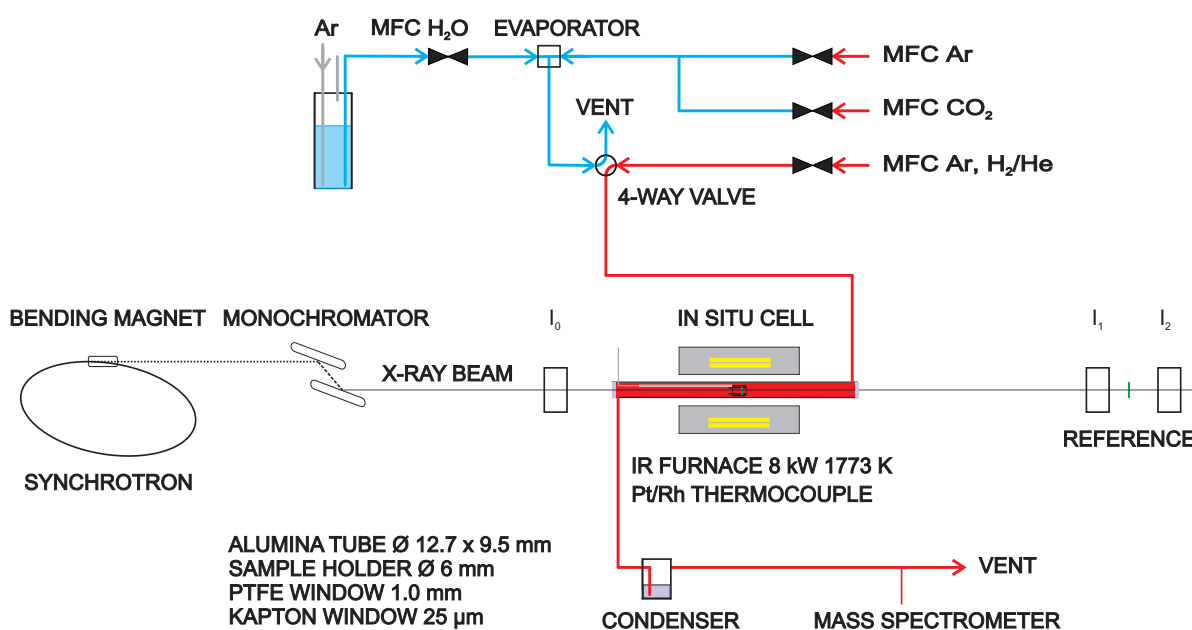 Ar
MFC H₂O
EVAPORATOR
MFC Ar
VENT
MFC CO₂
MFC Ar, H₂/He
4-WAY VALVE
BENDING MAGNET
MONOCHROMATOR
I₀
IN SITU CELL
I₁
I₂
X-RAY BEAM
REFERENCE
SYNCHROTRON
IR FURNACE 8 kW 1773 K
Pt/Rh THERMOCOUPLE
ALUMINA TUBE Ø 12.7 x 9.5 mm
SAMPLE HOLDER Ø 6 mm
PTFE WINDOW 1.0 mm
KAPTON WINDOW 25 µm
VENT
CONDENSER
MASS SPECTROMETER